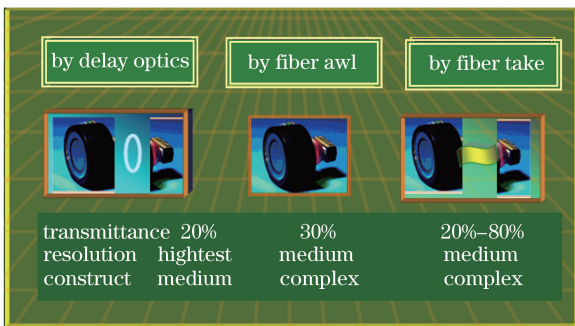 by delay optics
by fiber awl
by fiber take
transmittance 20% 30% 20%–80%
resolution hightest medium medium
construct medium complex complex